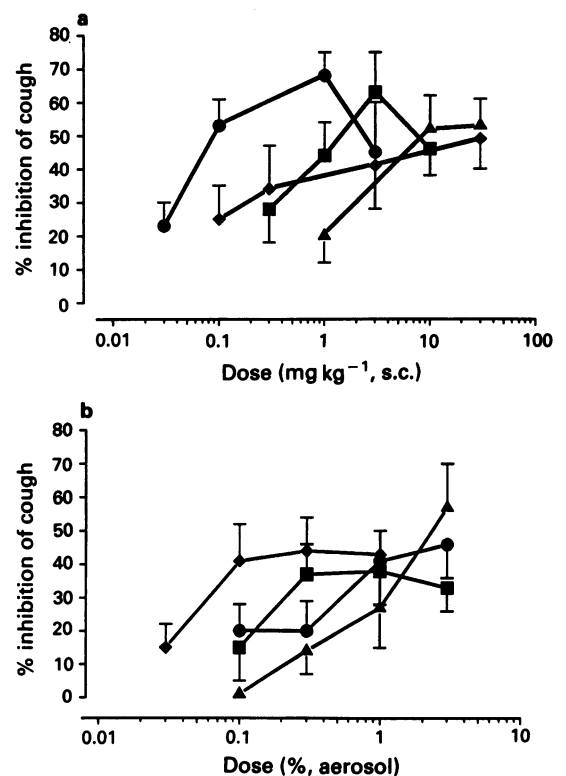 a
80
70
60
50
40
30
20
10
0
% inhibition of cough
0.01 0.1 1 10 100
Dose (mg kg⁻¹, s.c.)
b
80
70
60
50
40
30
20
10
0
% inhibition of cough
0.01 0.1 1 10
Dose (%, aerosol)